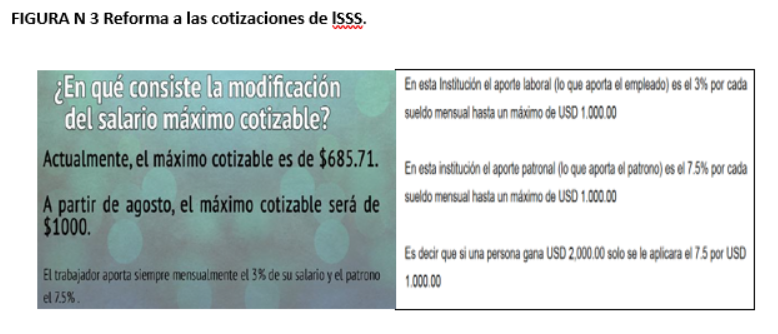 FIGURA N 3 Reforma a las cotizaciones de ISSS.
¿En qué consiste la modificación
del salario máximo cotizable?
Actualmente, el máximo cotizable es de $685.71.
A partir de agosto, el máximo cotizable será de
$1000.
El trabajador aporta siempre mensualmente el 3% de su salario y el patrono
el 7.5% .
En esta Institución el aporte laboral (lo que aporta el empleado) es el 3% por cada
sueldo mensual hasta un máximo de USD 1.000.00
En esta institución el aporte patronal (lo que aporta el patrono) es el 7.5% por cada
sueldo mensual hasta un máximo de USD 1.000.00
Es decir que si una persona gana USD 2,000.00 solo se le aplicara el 7.5 por USD
1.000.00